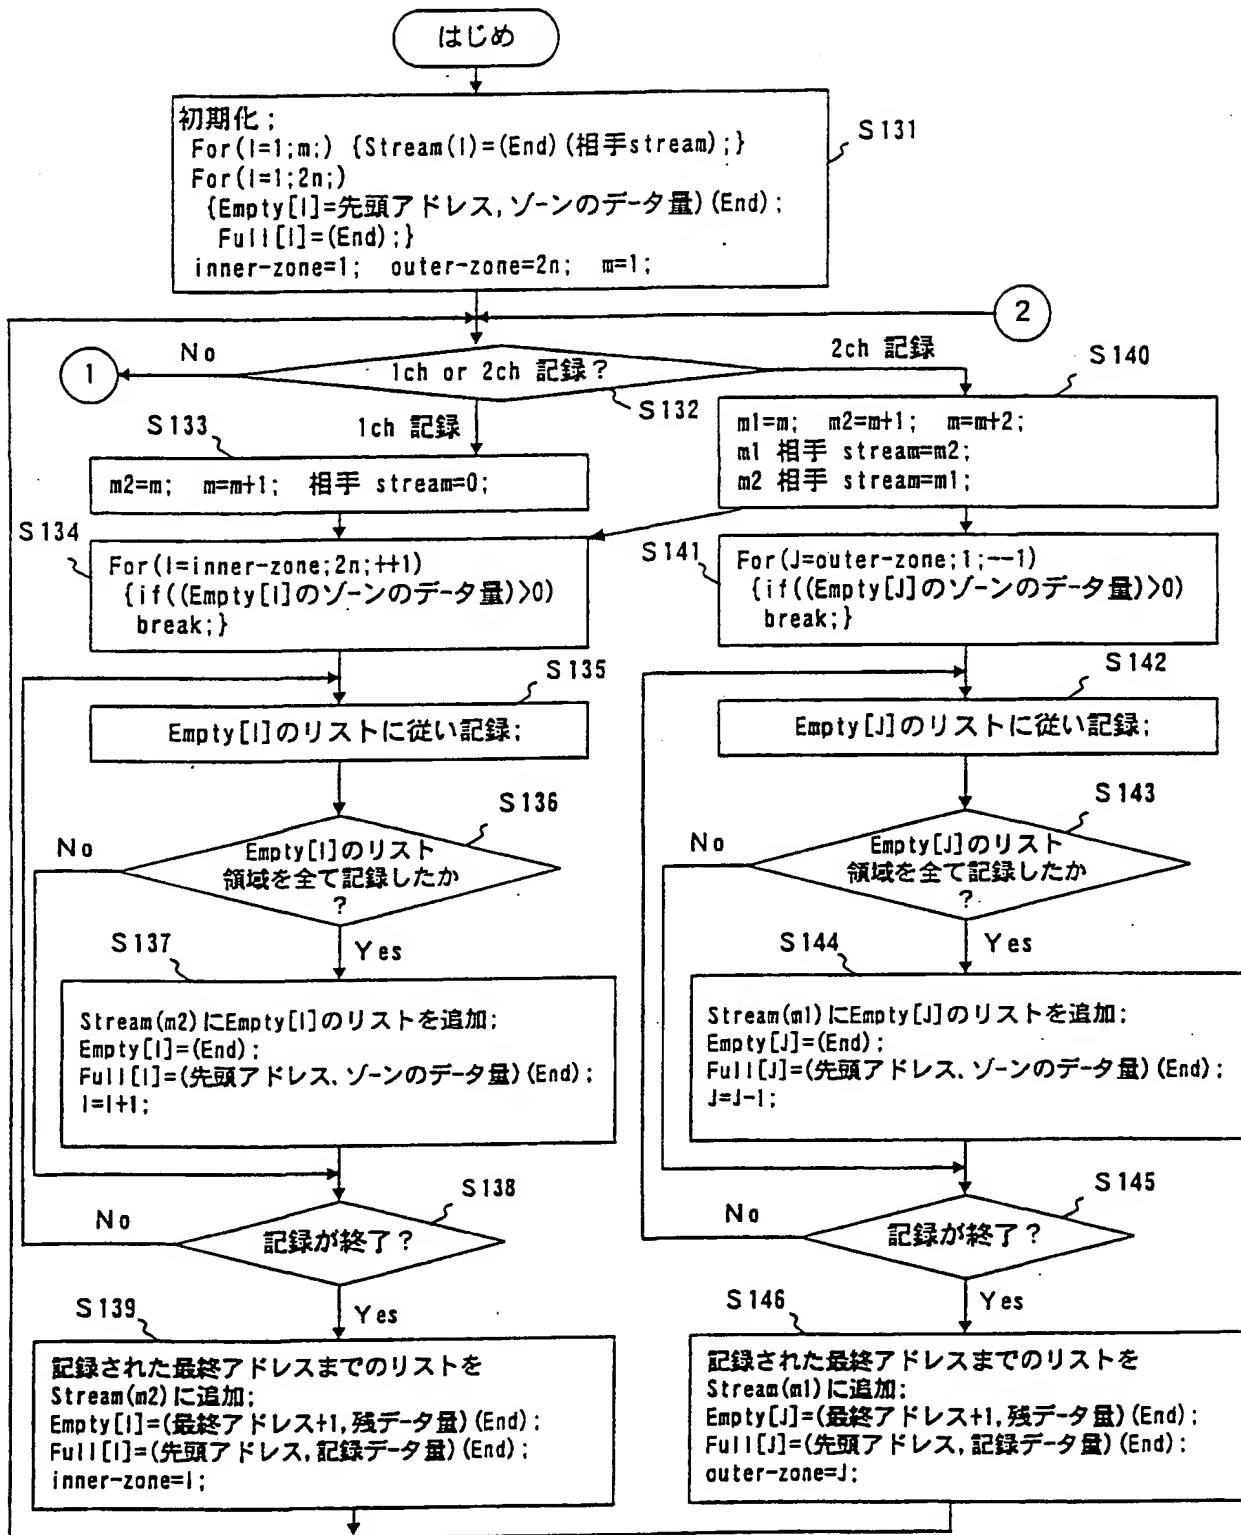 はじめ
初期化;
For(I=1;m;) {Stream(I)=(End)(相手stream);}
For(I=1;2n;)
{Empty[I]=先頭アドレス,ゾーンのデータ量)(End);
Full[I]=(End);}
inner-zone=1; outer-zone=2n; m=1;
S131
2
No
1
1ch or 2ch 記録?
S132
2ch 記録
S140
S133
1ch 記録
m2=m; m=m+1; 相手 stream=0;
m1=m; m2=m+1; m=m+2;
m1 相手 stream=m2;
m2 相手 stream=m1;
S134
For(I=inner-zone;2n;++1)
{if((Empty[I]のゾーンのデータ量)>0)
break;}
S141
For(J=outer-zone;1;--1)
{if((Empty[J]のゾーンのデータ量)>0)
break;}
S135
Empty[I]のリストに従い記録;
S142
Empty[J]のリストに従い記録;
S136
No
Empty[I]のリスト
領域を全て記録したか
?
Yes
S143
No
Empty[J]のリスト
領域を全て記録したか
?
Yes
S137
Stream(m2)にEmpty[I]のリストを追加;
Empty[I]=(End);
Full[I]=(先頭アドレス、ゾーンのデータ量)(End);
I=I+1;
S144
Stream(m1)にEmpty[J]のリストを追加;
Empty[J]=(End);
Full[J]=(先頭アドレス、ゾーンのデータ量)(End);
J=J-1;
S138
No
記録が終了?
Yes
S145
No
記録が終了?
Yes
S139
記録された最終アドレスまでのリストを
Stream(m2)に追加;
Empty[I]=(最終アドレス+1,残データ量)(End);
Full[I]=(先頭アドレス,記録データ量)(End);
inner-zone=I;
S146
記録された最終アドレスまでのリストを
Stream(m1)に追加;
Empty[J]=(最終アドレス+1,残データ量)(End);
Full[J]=(先頭アドレス,記録データ量)(End);
outer-zone=J;